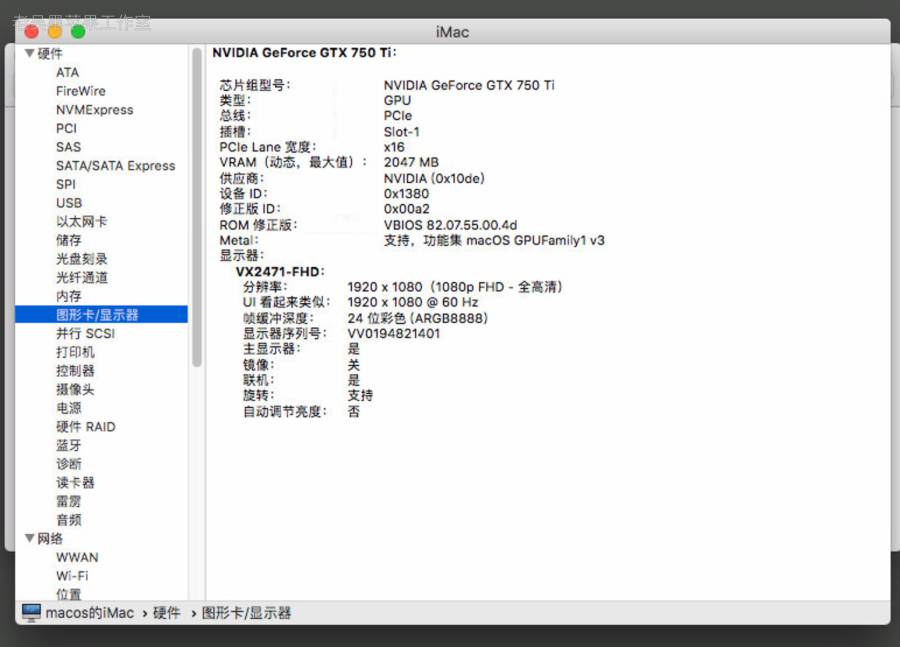 老吴黑苹果工作室
iMac
硬件
ATA
FireWire
NVMExpress
PCI
SAS
SATA/SATA Express
SPI
USB
以太网卡
储存
光盘刻录
光纤通道
内存
图形卡/显示器
并行 SCSI
打印机
控制器
摄像头
电源
硬件 RAID
蓝牙
诊断
读卡器
雷雳
音频
网络
WWAN
Wi-Fi
位置
NVIDIA GeForce GTX 750 Ti:
芯片组型号: NVIDIA GeForce GTX 750 Ti
类型: GPU
总线: PCIe
插槽: Slot-1
PCIe Lane 宽度: x16
VRAM（动态，最大值）: 2047 MB
供应商: NVIDIA (0x10de)
设备 ID: 0x1380
修正版 ID: 0x00a2
ROM 修正版: VBIOS 82.07.55.00.4d
Metal: 支持，功能集 macOS GPUFamily1 v3
显示器:
VX2471-FHD:
分辨率: 1920 x 1080（1080p FHD - 全高清）
UI 看起来类似: 1920 x 1080 @ 60 Hz
帧缓冲深度: 24 位彩色 (ARGB8888)
显示器序列号: VV0194821401
主显示器: 是
镜像: 关
联机: 是
旋转: 支持
自动调节亮度: 否
macos的iMac › 硬件 › 图形卡/显示器